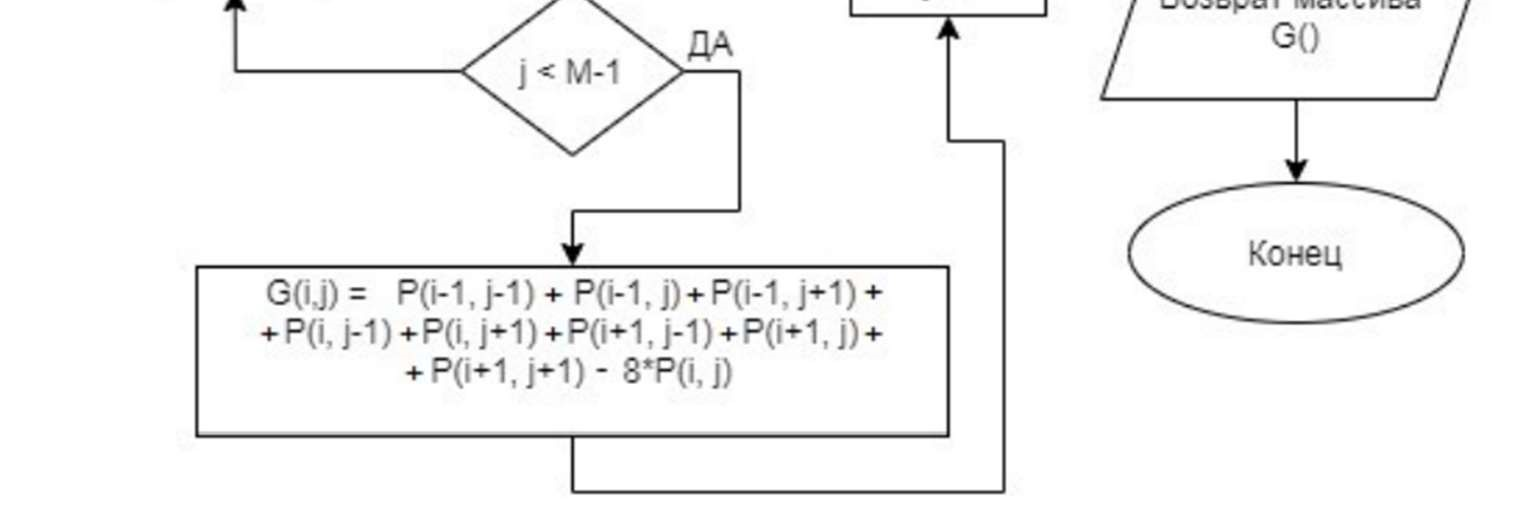 ДА
j < M-1
Возврат массива
G()
Конец
G(i,j) = P(i-1, j-1) + P(i-1, j) + P(i-1, j+1) +
+ P(i, j-1) + P(i, j+1) + P(i+1, j-1) + P(i+1, j) +
+ P(i+1, j+1) - 8*P(i, j)